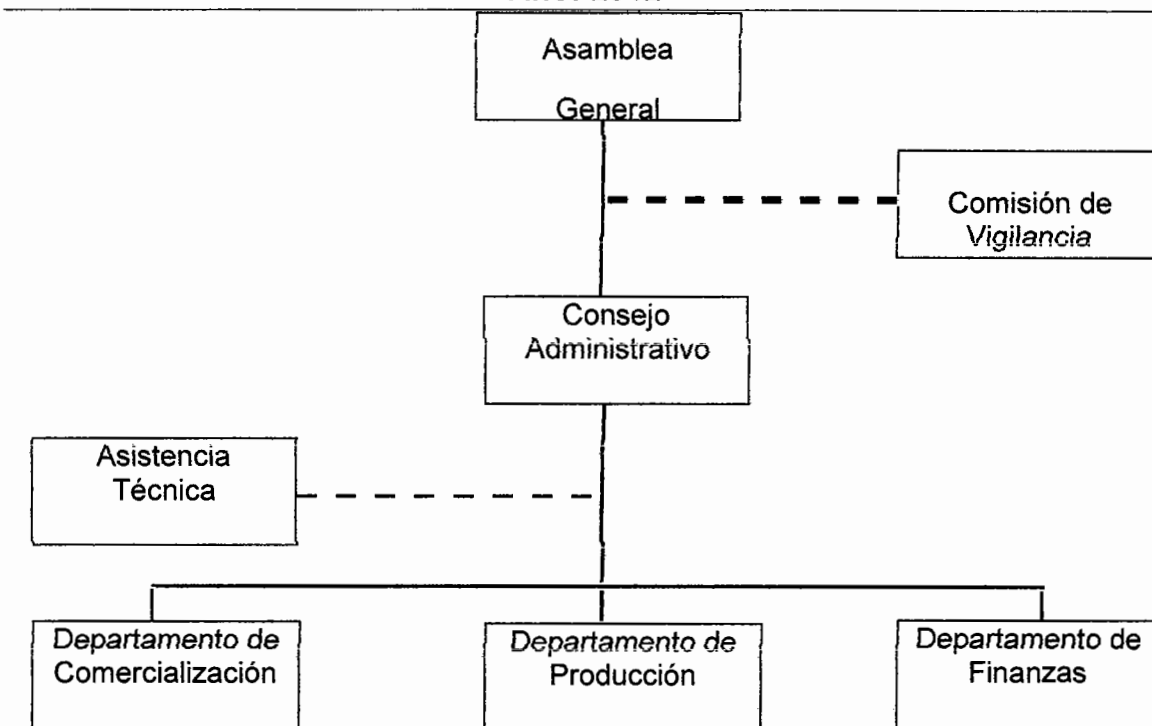 Asamblea
General
Comisión de
Vigilancia
Consejo
Administrativo
Asistencia
Técnica
Departamento de
Comercialización
Departamento de
Producción
Departamento de
Finanzas